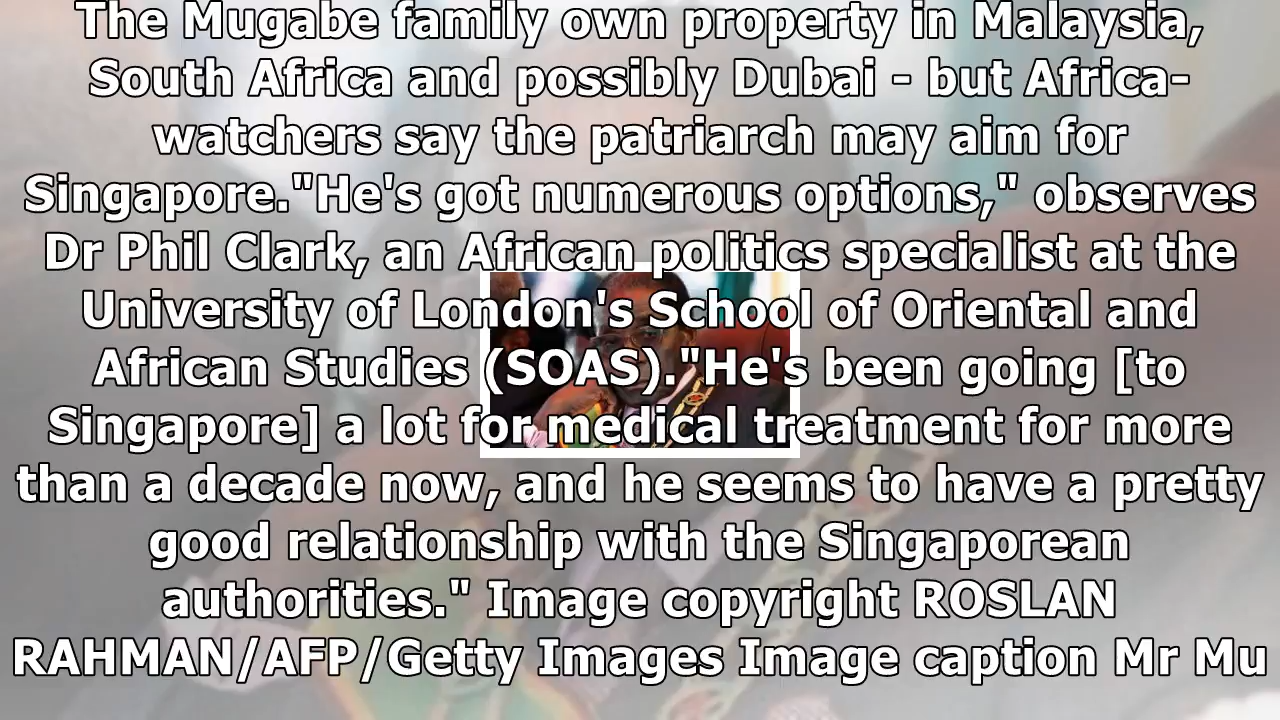 The Mugabe family own property in Malaysia,
South Africa and possibly Dubai - but Africa-
watchers say the patriarch may aim for
Singapore."He's got numerous options," observes
Dr Phil Clark, an African politics specialist at the
University of London's School of Oriental and
African Studies (SOAS)."He's been going [to
Singapore] a lot for medical treatment for more
than a decade now, and he seems to have a pretty
good relationship with the Singaporean
authorities." Image copyright ROSLAN
RAHMAN/AFP/Getty Images Image caption Mr Mu